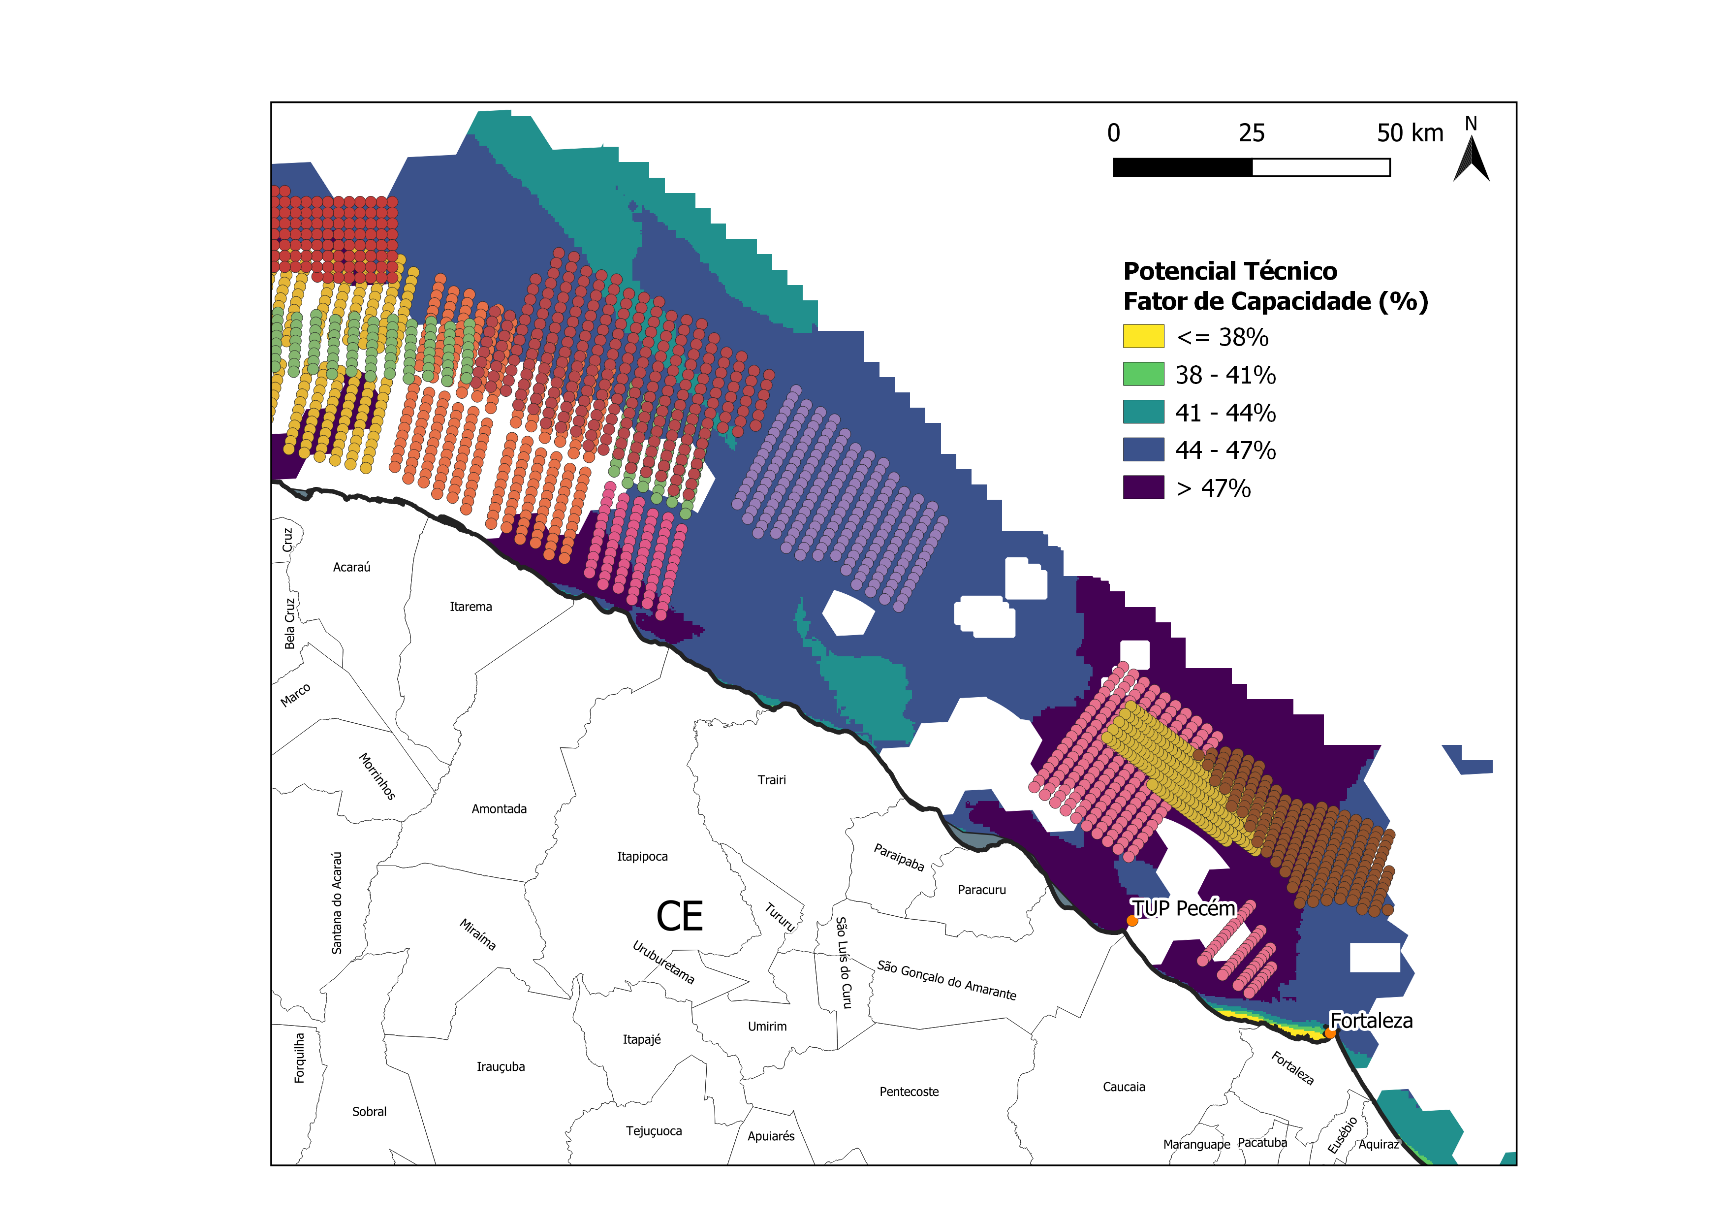 0 25 50 km
N
Potencial Técnico
Fator de Capacidade (%)
<= 38%
38 - 41%
41 - 44%
44 - 47%
> 47%
Cruz
Acaraú
Itarema
Bela Cruz
Marco
Morrinhos
Amontada
Trairi
Santana do Acaraú
Itapipoca
Paraipaba
Paracuru
TUP Pecém
CE
Miraíma
Tururu
Uruburetama
São Luís do Curu
São Gonçalo do Amarante
Umirim
Itapajé
Fortaleza
Forquilha
Irauçuba
Fortaleza
Pentecoste
Caucaia
Sobral
Tejuçuoca
Apuiarés
Maranguape
Pacatuba
Eusébio
Aquiraz